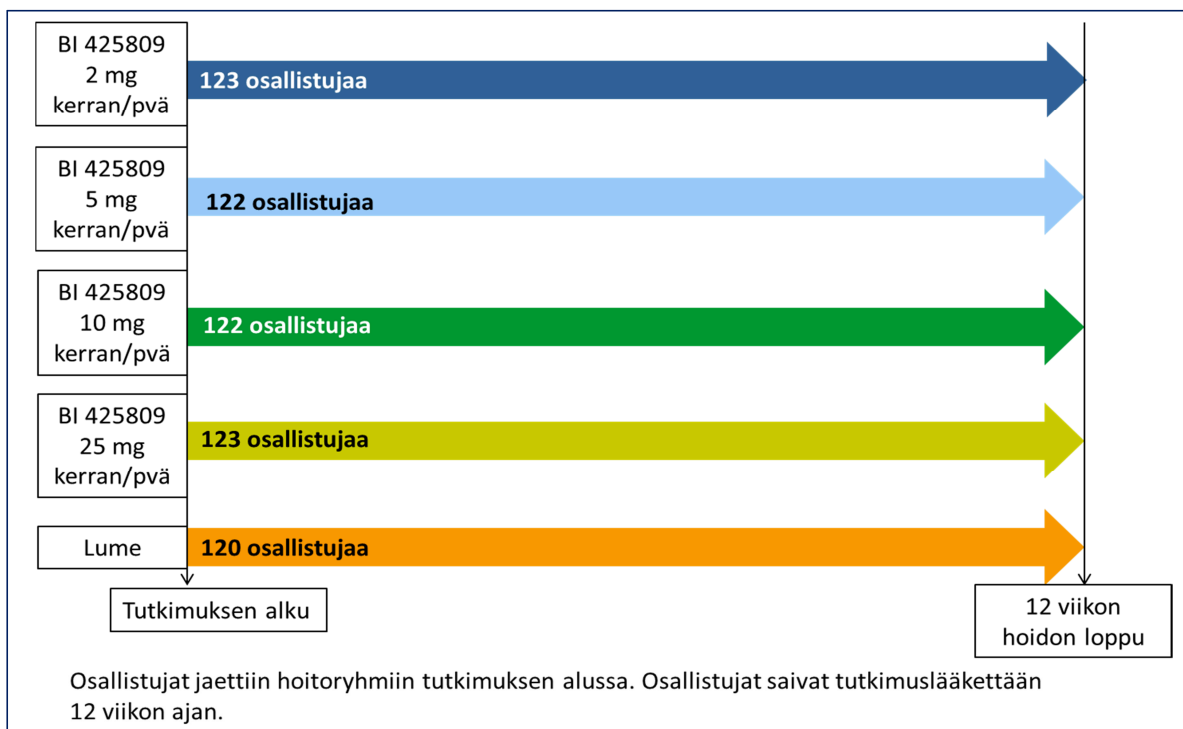 BI 425809
2 mg
kerran/pvä
123 osallistujaa
BI 425809
5 mg
kerran/pvä
122 osallistujaa
BI 425809
10 mg
kerran/pvä
122 osallistujaa
BI 425809
25 mg
kerran/pvä
123 osallistujaa
Lume
120 osallistujaa
Tutkimuksen alku
12 viikon
hoidon loppu
Osallistujat jaettiin hoitoryhmiin tutkimuksen alussa. Osallistujat saivat tutkimuslääkettään
12 viikon ajan.